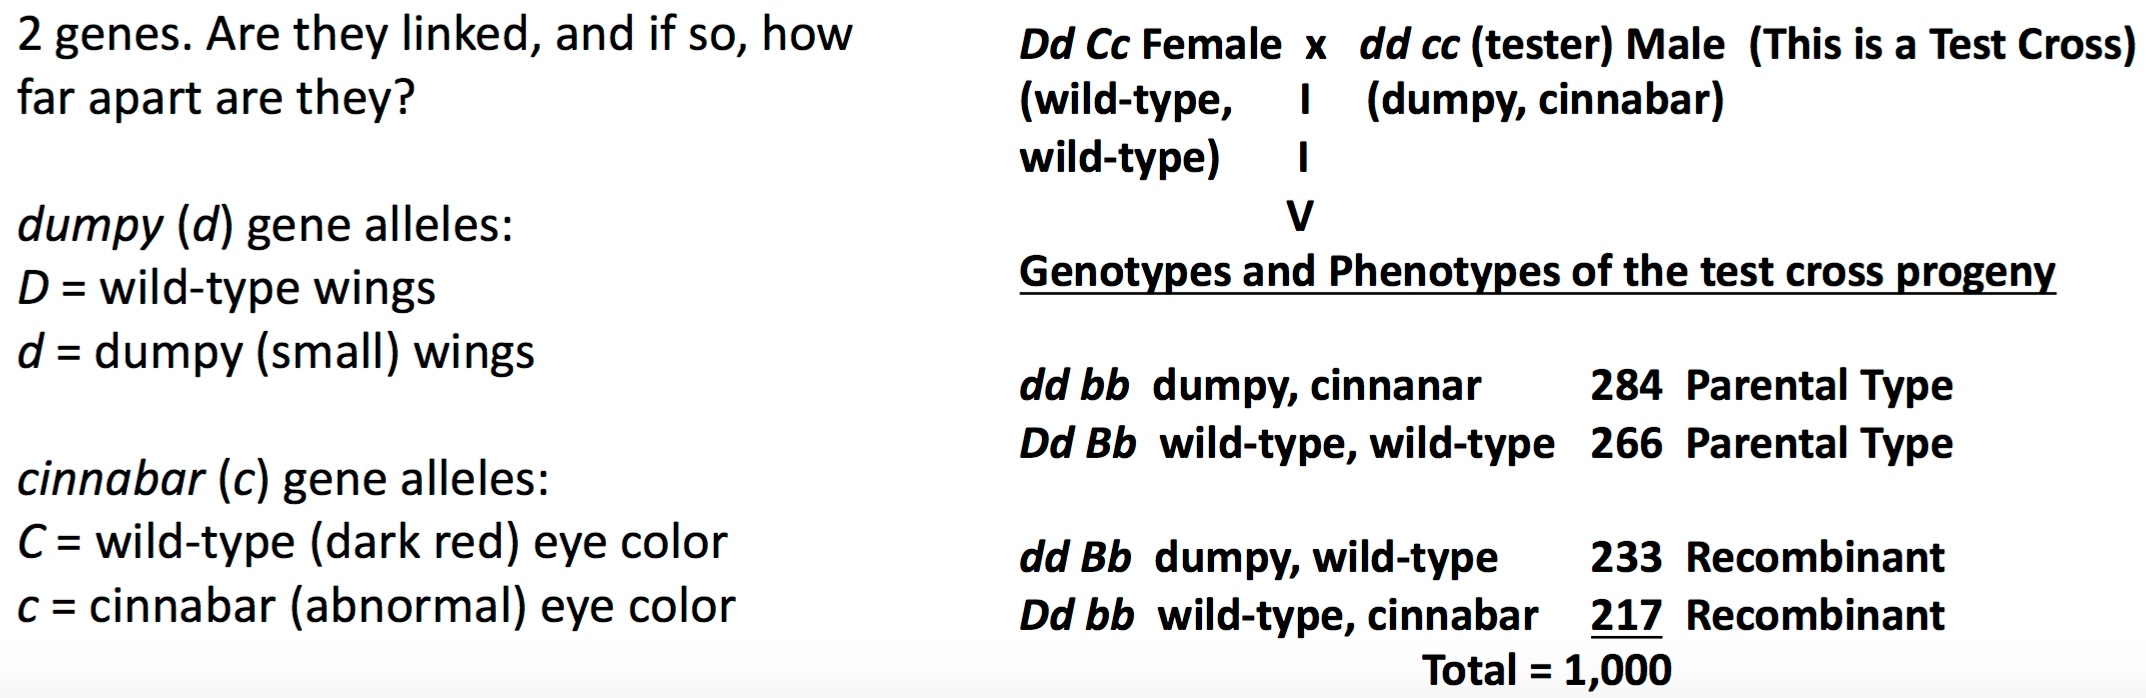 2 genes. Are they linked, and if so, how
far apart are they?
dumpy (d) gene alleles:
D = wild-type wings
d = dumpy (small) wings
cinnabar (c) gene alleles:
C = wild-type (dark red) eye color
c = cinnabar (abnormal) eye color
Dd Cc Female x dd cc (tester) Male (This is a Test Cross)
(wild-type, I (dumpy, cinnabar)
wild-type) I
V
Genotypes and Phenotypes of the test cross progeny
dd bb dumpy, cinnanar 284 Parental Type
Dd Bb wild-type, wild-type 266 Parental Type
dd Bb dumpy, wild-type 233 Recombinant
Dd bb wild-type, cinnabar 217 Recombinant
Total = 1,000